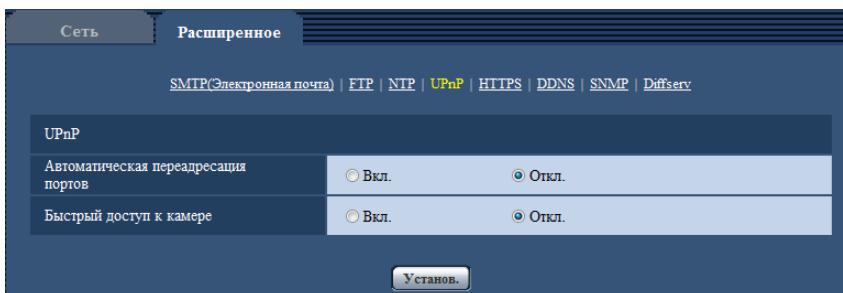 Сеть Расширенное
SMTP(Электронная почта) | FTP | NTP | UPnP | HTTPS | DDNS | SNMP | Diffserv
UPnP
Автоматическая переадресация
портов
Вкл. Откл.
Быстрый доступ к камере Вкл. Откл.
Установ.